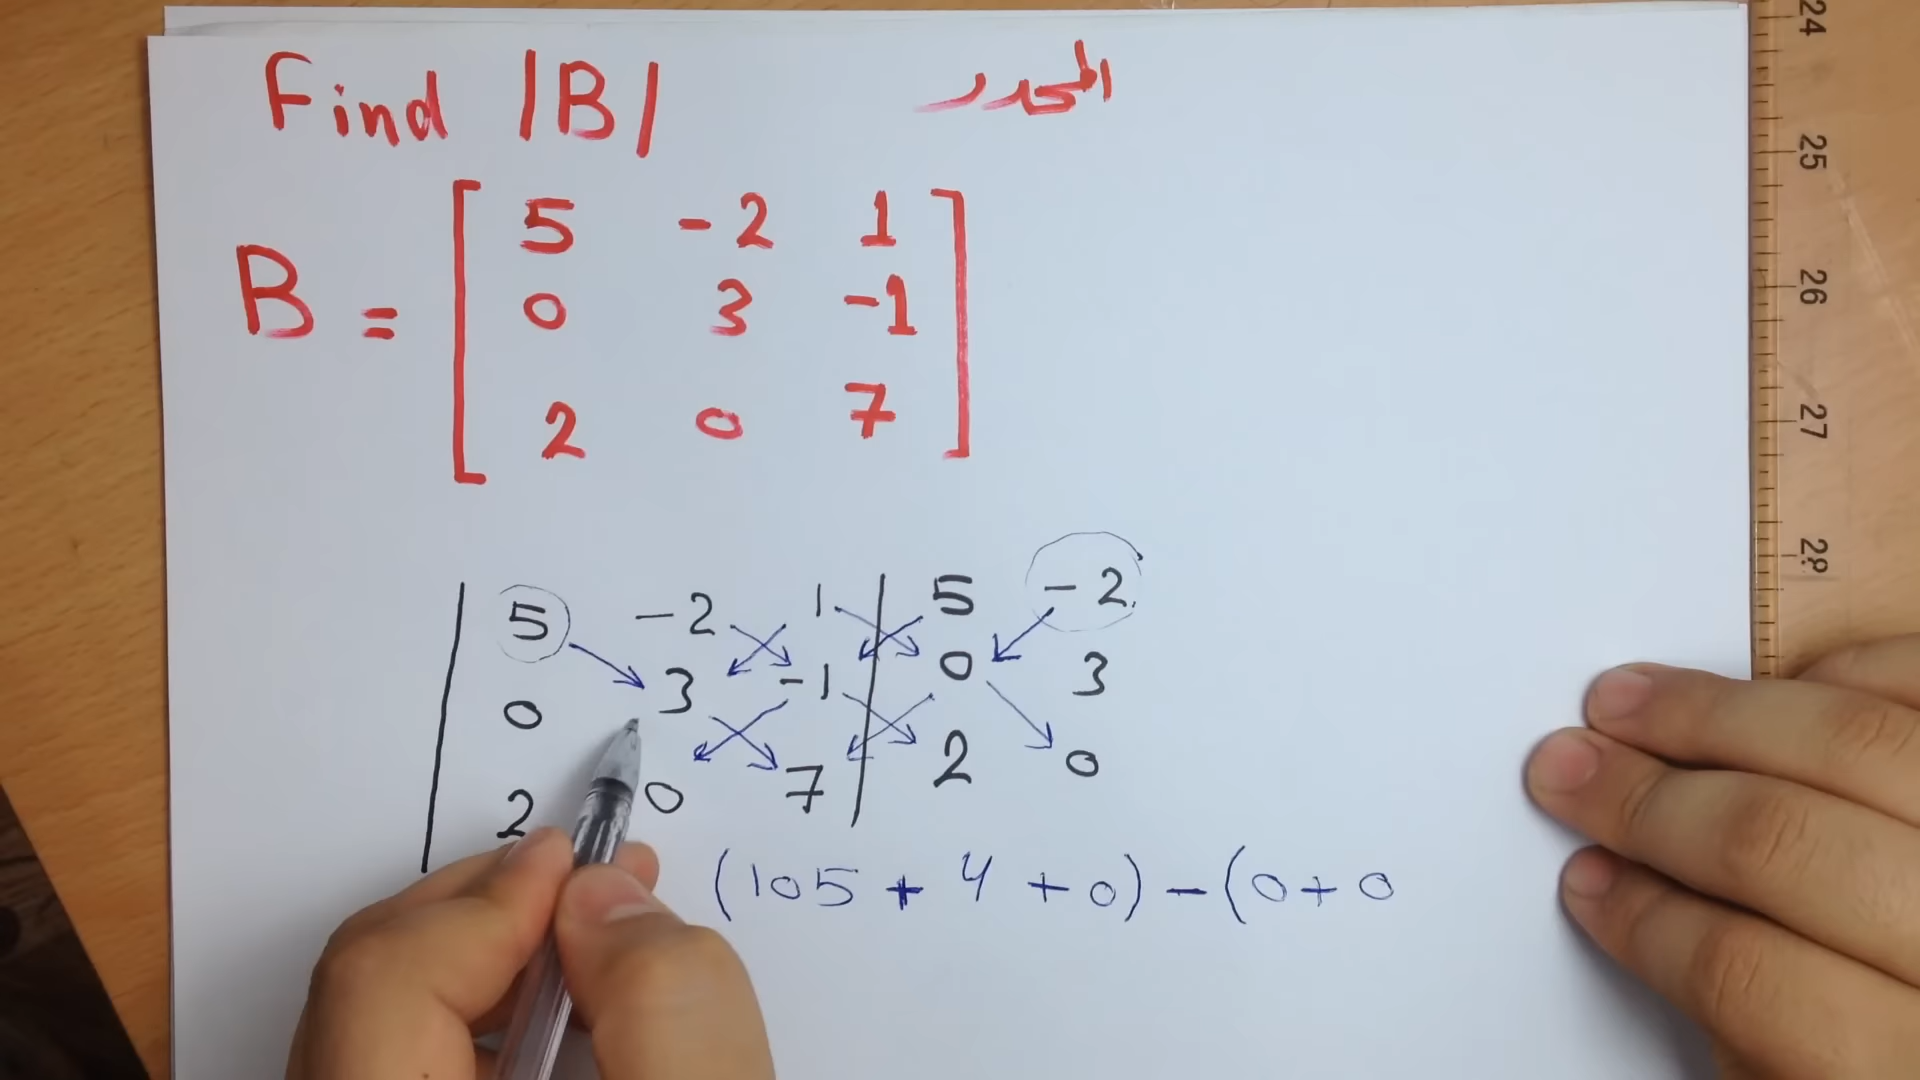 Find |B| المحدد
B = [ 5 -2 1
0 3 -1
2 0 7 ]
| 5 -2 1 | 5 -2
0 3 -1 0 3
2 0 7 2 0
(105 + 4 + 0) - (0 + 0
24
25
26
27
28